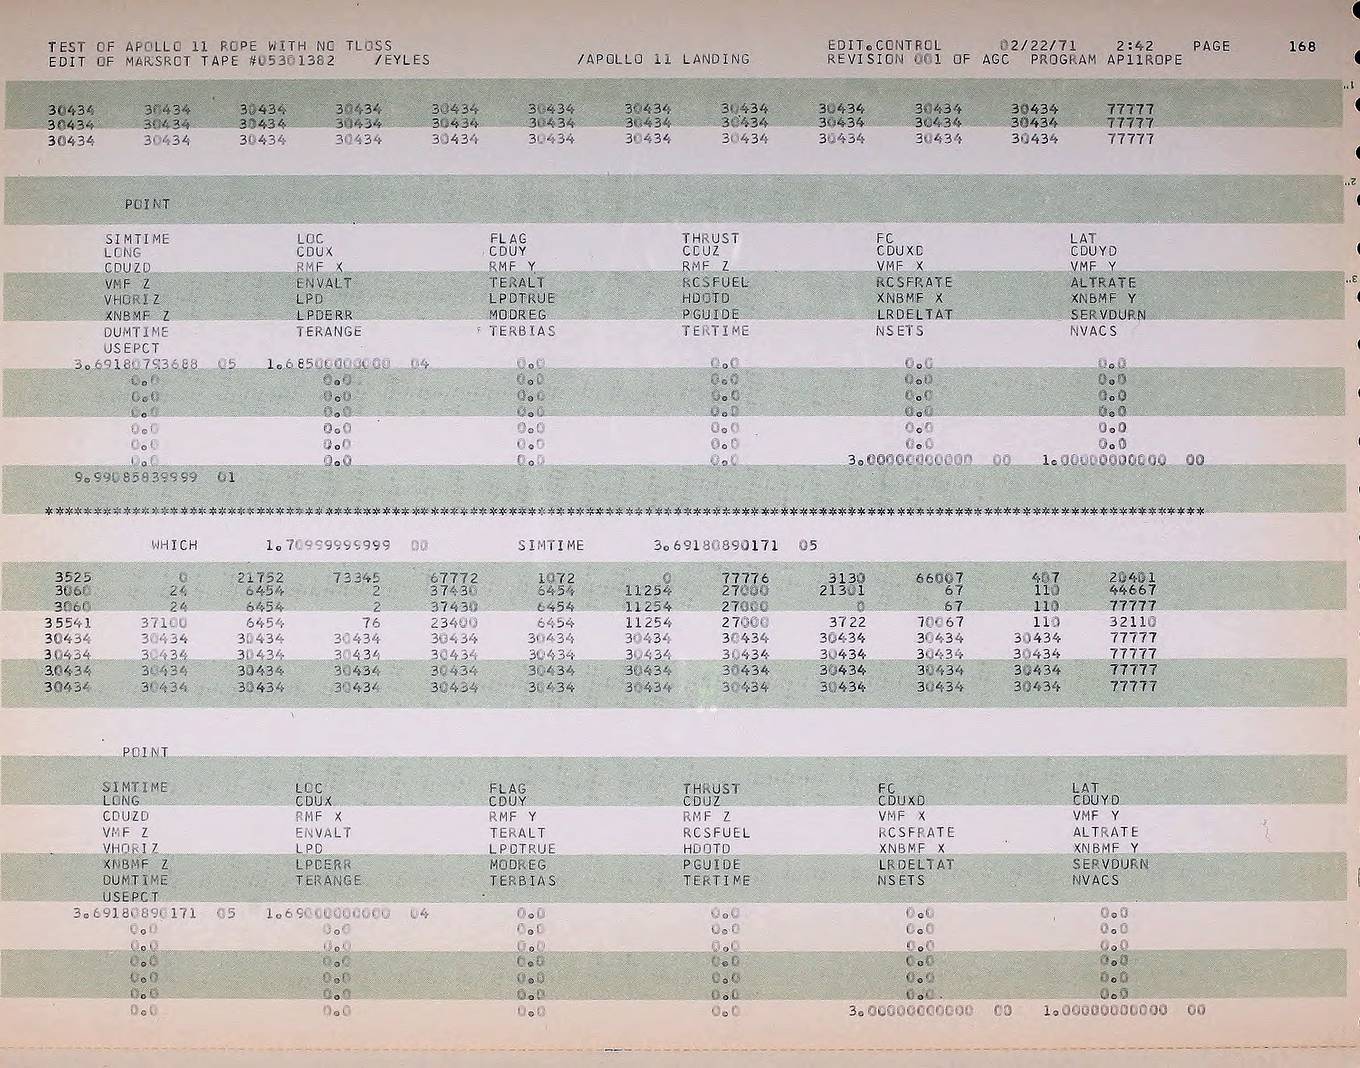 TEST OF APOLLO 11 ROPE WITH NO TLOSS EDIT.CONTROL 02/22/71 2:42 PAGE 168
EDIT OF MARSROT TAPE #05301382 /EYLES /APOLLO 11 LANDING REVISION 001 OF AGC PROGRAM AP11ROPE
30434 30434 30434 30434 30434 30434 30434 30434 30434 30434 30434 77777
30434 30434 30434 30434 30434 30434 30434 30434 30434 30434 30434 77777
30434 30434 30434 30434 30434 30434 30434 30434 30434 30434 30434 77777
POINT
SIMTIME LOC FLAG THRUST FC LAT
LONG CDUX CDUY CDUZ CDUXD CDUYD
CDUZD RMF X RMF Y RMF Z VMF X VMF Y
VMF Z ENVALT TERALT RCSFUEL RCSFRATE ALTRATE
VHORIZ LPD LPDTRUE HDOTD XNBMF X XNBMF Y
XNBMF Z LPDERR MODREG PGUIDE LRDELTAT SERVDURN
DUMTIME TERANGE TERBIAS TERTIME NSETS NVACS
USEPCT
3.69180793688 05 1.68500000000 04 0.0 0.0 0.0 0.0
0.0 0.0 0.0 0.0 0.0 0.0
0.0 0.0 0.0 0.0 0.0 0.0
0.0 0.0 0.0 0.0 0.0 0.0
0.0 0.0 0.0 0.0 0.0 0.0
0.0 0.0 0.0 0.0 0.0 0.0
0.0 0.0 0.0 0.0 3.00000000000 00 1.00000000000 00
9.99085839999 01
************************************************************************************************************************
WHICH 1.70999999999 00 SIMTIME 3.69180890171 05
3525 0 21752 73345 67772 1072 0 77776 3130 66007 407 20401
3060 24 6454 2 37430 6454 11254 27000 21301 67 110 44667
3060 24 6454 2 37430 6454 11254 27000 0 67 110 77777
35541 37100 6454 76 23400 6454 11254 27000 3722 70067 110 32110
30434 30434 30434 30434 30434 30434 30434 30434 30434 30434 30434 77777
30434 30434 30434 30434 30434 30434 30434 30434 30434 30434 30434 77777
30434 30434 30434 30434 30434 30434 30434 30434 30434 30434 30434 77777
30434 30434 30434 30434 30434 30434 30434 30434 30434 30434 30434 77777
POINT
SIMTIME LOC FLAG THRUST FC LAT
LONG CDUX CDUY CDUZ CDUXD CDUYD
CDUZD RMF X RMF Y RMF Z VMF X VMF Y
VMF Z ENVALT TERALT RCSFUEL RCSFRATE ALTRATE
VHORIZ LPD LPDTRUE HDOTD XNBMF X XNBMF Y
XNBMF Z LPDERR MODREG PGUIDE LRDELTAT SERVDURN
DUMTIME TERANGE TERBIAS TERTIME NSETS NVACS
USEPCT
3.69180890171 05 1.69000000000 04 0.0 0.0 0.0 0.0
0.0 0.0 0.0 0.0 0.0 0.0
0.0 0.0 0.0 0.0 0.0 0.0
0.0 0.0 0.0 0.0 0.0 0.0
0.0 0.0 0.0 0.0 0.0 0.0
0.0 0.0 0.0 0.0 0.0 0.0
0.0 0.0 0.0 0.0 3.00000000000 00 1.00000000000 00